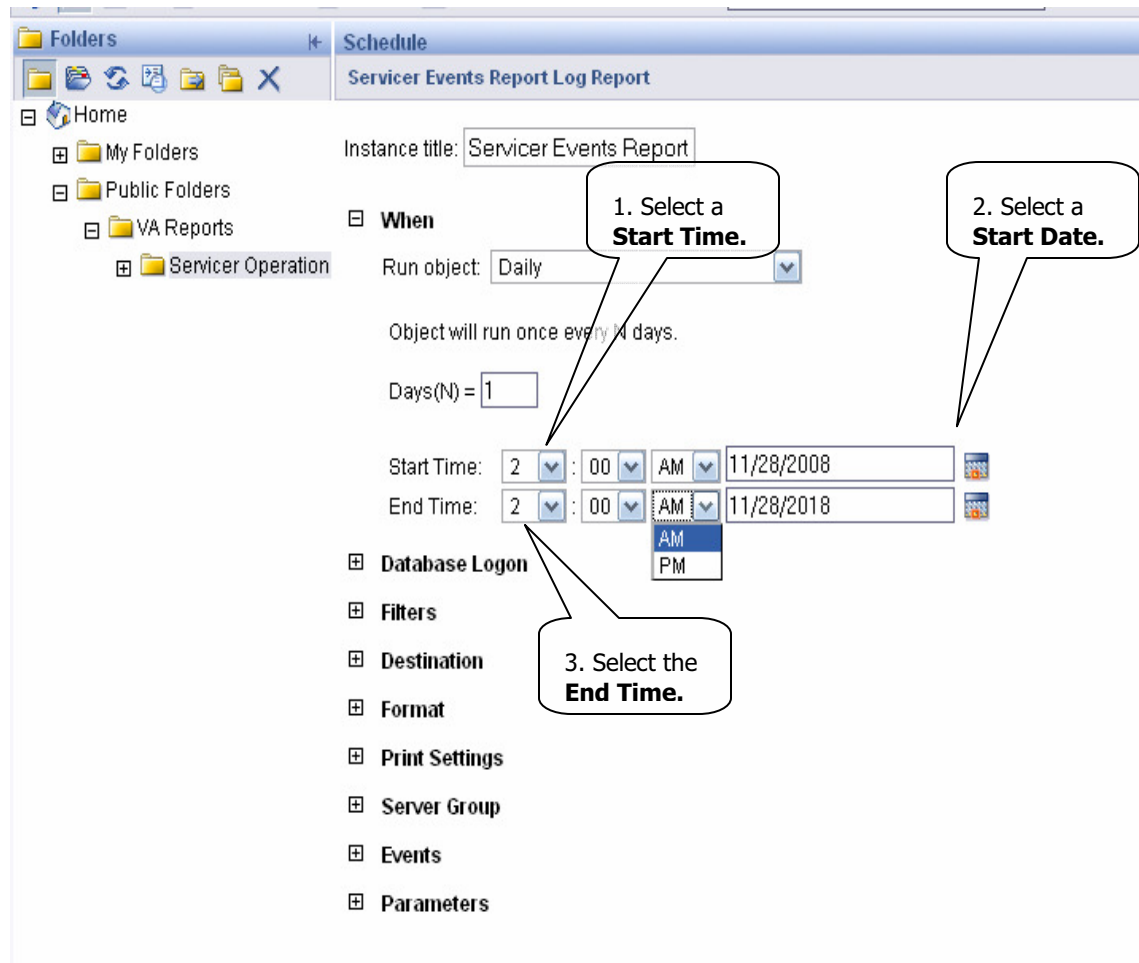 Folders
Schedule
Servicer Events Report Log Report
Home
My Folders
Public Folders
VA Reports
Servicer Operation
Instance title: Servicer Events Report
When
1. Select a
Start Time.
2. Select a
Start Date.
Run object: Daily
Object will run once every N days.
Days(N) = 1
Start Time: 2 : 00 AM 11/28/2008
End Time: 2 : 00 AM 11/28/2018
AM
PM
Database Logon
Filters
Destination
3. Select the
End Time.
Format
Print Settings
Server Group
Events
Parameters